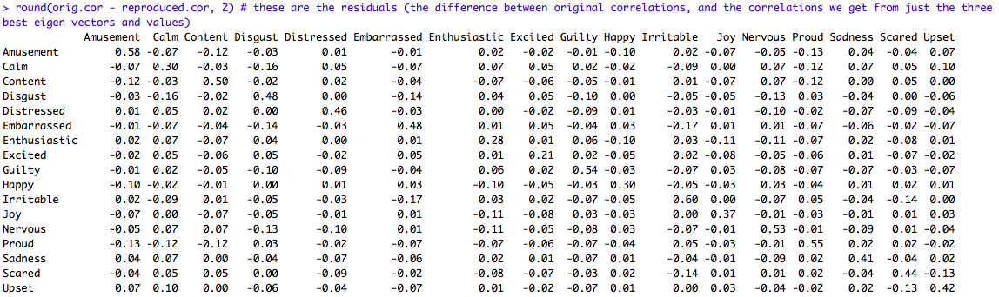 > round(orig.cor - reproduced.cor, 2) # these are the residuals (the difference between original correlations, and the correlations we get from just the three
best eigen vectors and values)
Amusement Calm Content Disgust Distressed Embarrassed Enthusiastic Excited Guilty Happy Irritable Joy Nervous Proud Sadness Scared Upset
Amusement 0.58 -0.07 -0.12 -0.03 0.01 -0.01 0.02 -0.02 -0.01 -0.10 0.02 -0.07 -0.05 -0.13 0.04 -0.04 0.07
Calm -0.07 0.30 -0.03 -0.16 0.05 -0.07 0.07 0.05 0.02 -0.02 -0.09 0.00 0.07 -0.12 0.07 0.05 0.10
Content -0.12 -0.03 0.50 -0.02 0.02 -0.04 -0.07 -0.06 -0.05 -0.01 0.01 -0.07 0.07 -0.12 0.00 0.05 0.00
Disgust -0.03 -0.16 -0.02 0.48 0.00 -0.14 0.04 0.05 -0.10 0.00 -0.05 -0.05 -0.13 0.03 -0.04 0.00 -0.06
Distressed 0.01 0.05 0.02 0.00 0.46 -0.03 0.00 -0.02 -0.09 0.01 -0.03 -0.01 -0.10 -0.02 -0.07 -0.09 -0.04
Embarrassed -0.01 -0.07 -0.04 -0.14 -0.03 0.48 0.01 0.05 -0.04 0.03 -0.17 0.01 0.01 -0.07 -0.06 -0.02 -0.07
Enthusiastic 0.02 0.07 -0.07 0.04 0.00 0.01 0.28 0.01 0.06 -0.10 0.03 -0.11 -0.11 -0.07 0.02 -0.08 0.01
Excited -0.02 0.05 -0.06 0.05 -0.02 0.05 0.01 0.21 0.02 -0.05 0.02 -0.08 -0.05 -0.06 0.01 -0.07 -0.02
Guilty -0.01 0.02 -0.05 -0.10 -0.09 -0.04 0.06 0.02 0.54 -0.03 -0.07 0.03 -0.08 -0.07 -0.07 -0.03 -0.07
Happy -0.10 -0.02 -0.01 0.00 0.01 0.03 -0.10 -0.05 -0.03 0.30 -0.05 -0.03 0.03 -0.04 0.01 0.02 0.01
Irritable 0.02 -0.09 0.01 -0.05 -0.03 -0.17 0.03 0.02 -0.07 -0.05 0.60 0.00 -0.07 0.05 -0.04 -0.14 0.00
Joy -0.07 0.00 -0.07 -0.05 -0.01 0.01 -0.11 -0.08 0.03 -0.03 0.00 0.37 -0.01 -0.03 -0.01 0.01 0.03
Nervous -0.05 0.07 0.07 -0.13 -0.10 0.01 -0.11 -0.05 -0.08 0.03 -0.07 -0.01 0.53 -0.01 -0.09 0.01 -0.04
Proud -0.13 -0.12 -0.12 0.03 -0.02 -0.07 -0.07 -0.06 -0.07 -0.04 0.05 -0.03 -0.01 0.55 0.02 0.02 -0.02
Sadness 0.04 0.07 0.00 -0.04 -0.07 -0.06 0.02 0.01 -0.07 0.01 -0.04 -0.01 -0.09 0.02 0.41 -0.04 0.02
Scared -0.04 0.05 0.05 0.00 -0.09 -0.02 -0.08 -0.07 -0.03 0.02 -0.14 0.01 0.01 0.02 -0.04 0.44 -0.13
Upset 0.07 0.10 0.00 -0.06 -0.04 -0.07 0.01 -0.02 -0.07 0.01 0.00 0.03 -0.04 -0.02 0.02 -0.13 0.42